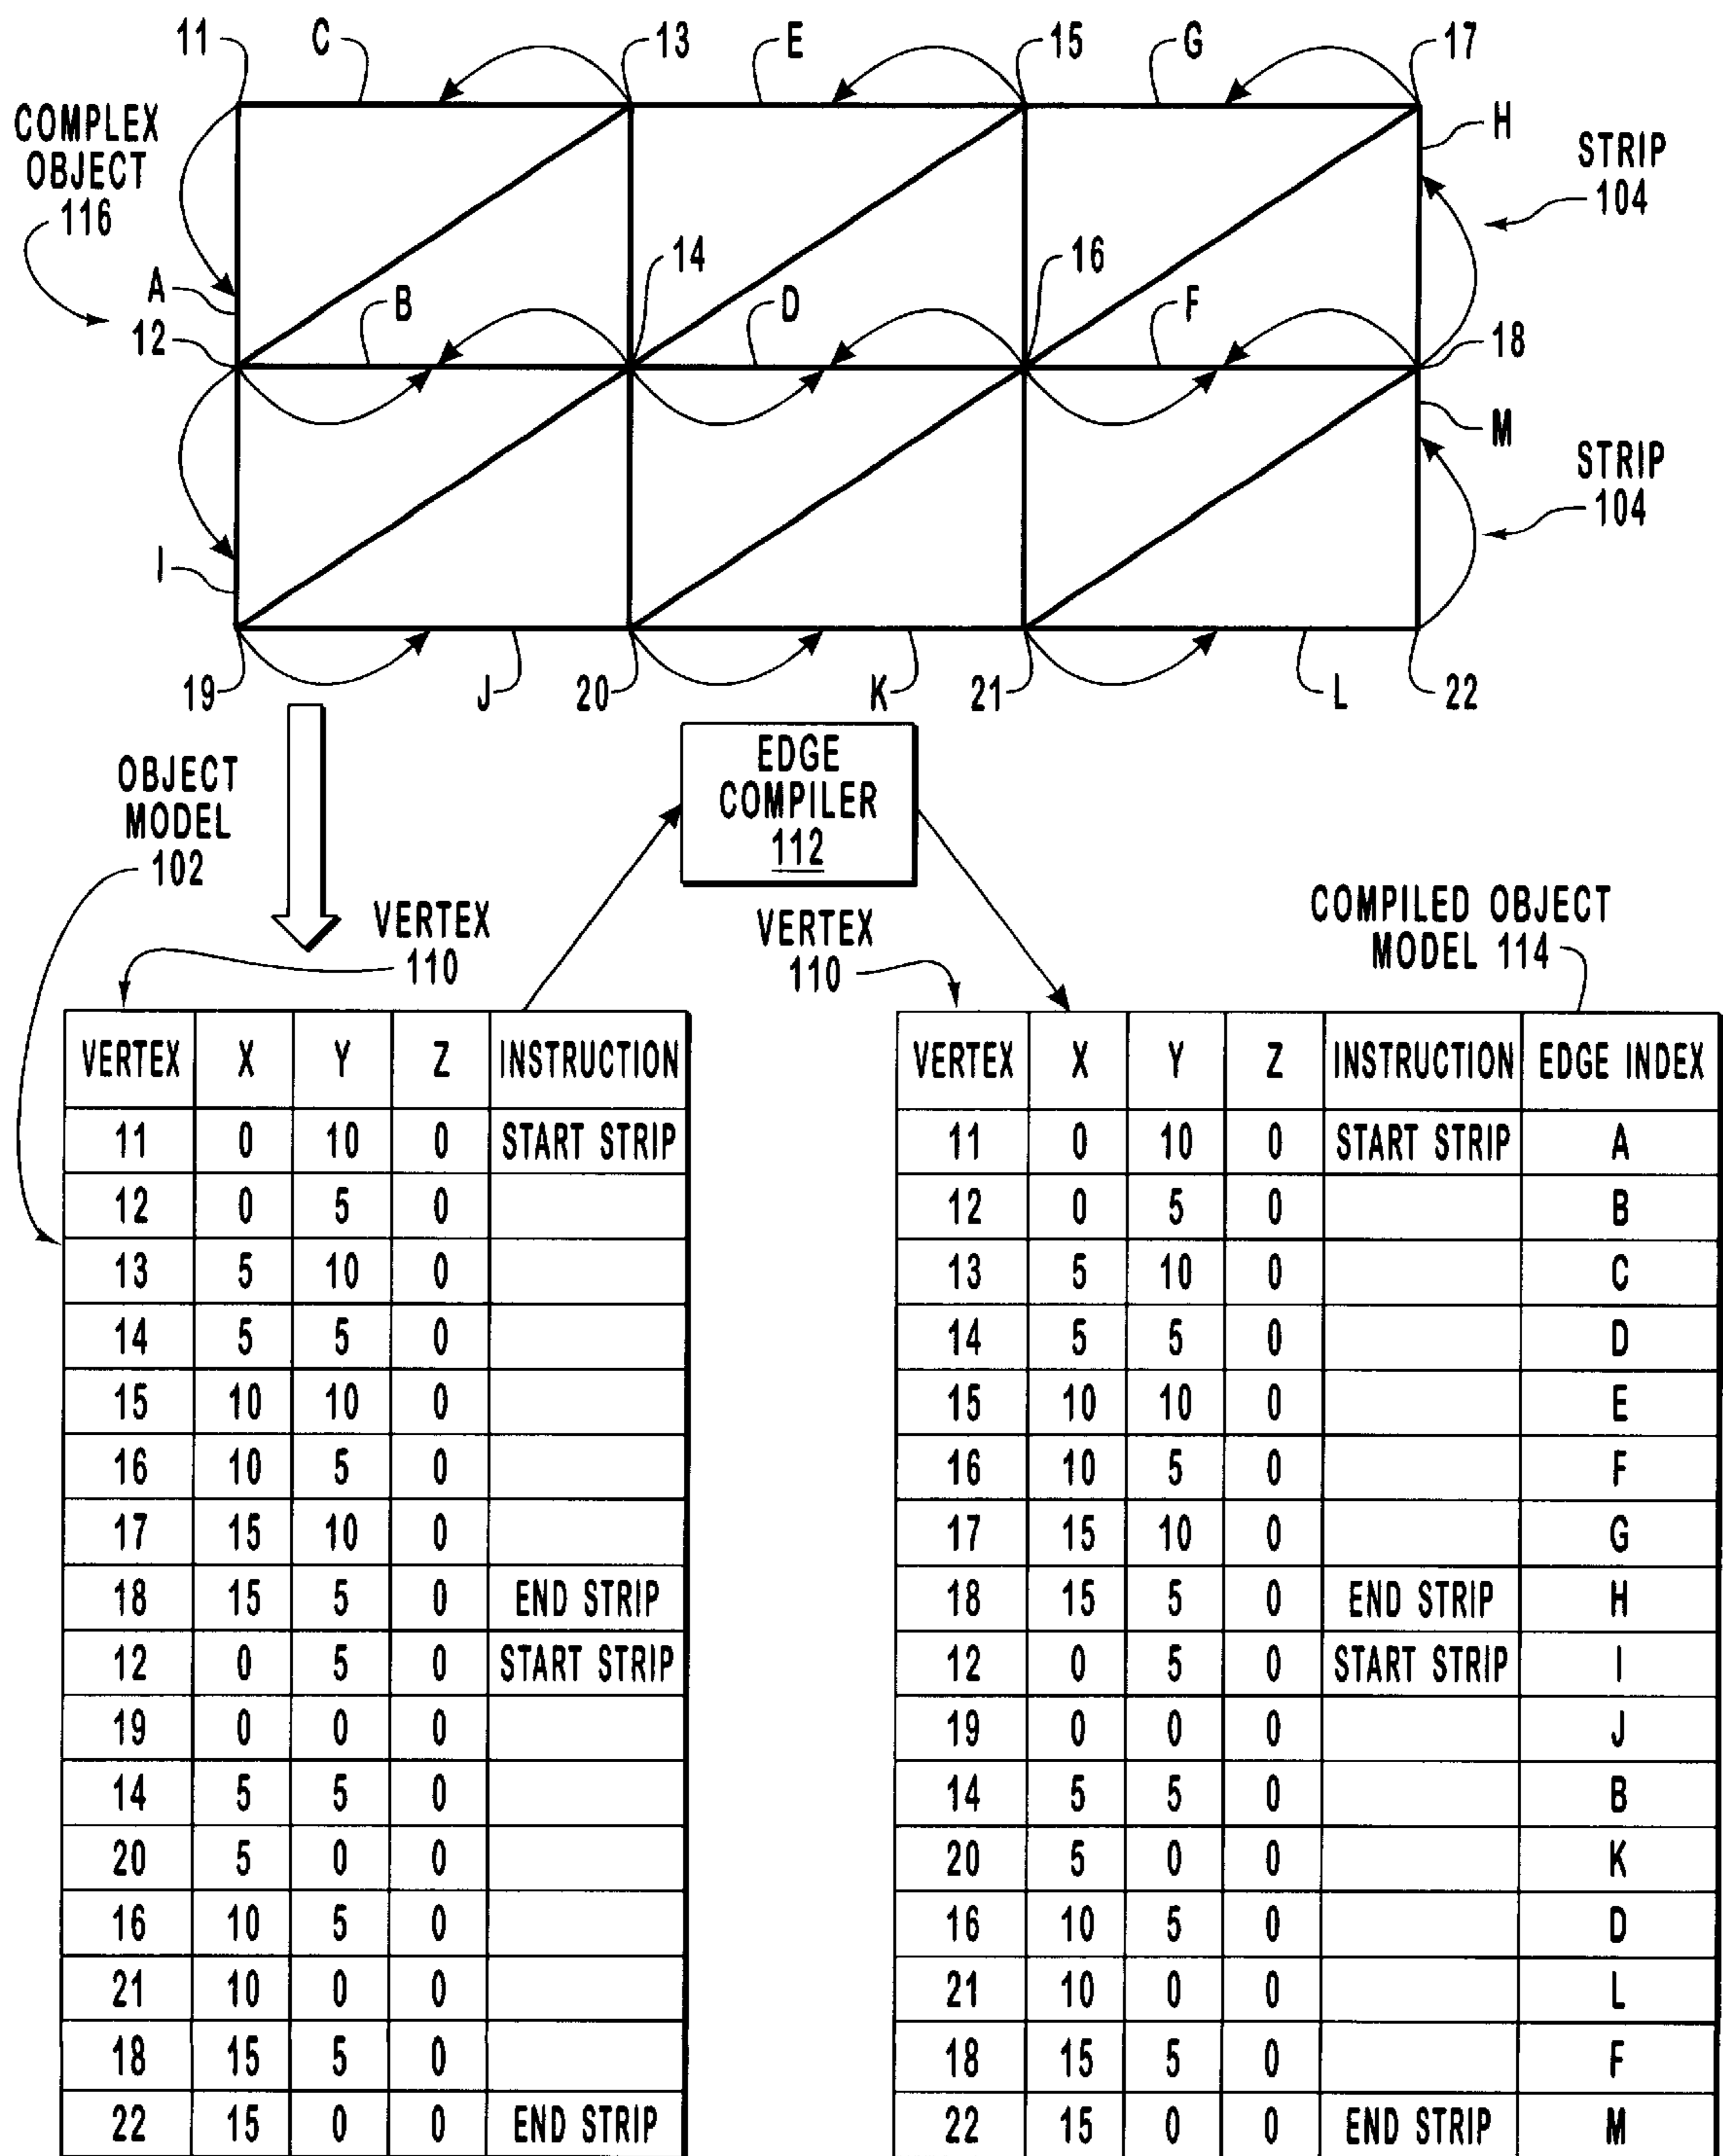 11 C 13 E 15 G 17
COMPLEX
OBJECT
116
H
STRIP
104
A
12
B
14
D
16
F
18
M
STRIP
104
I
19 J 20 K 21 L 22
OBJECT
MODEL
102
EDGE
COMPILER
112
VERTEX
110
VERTEX
110
COMPILED OBJECT
MODEL 114
VERTEX X Y Z INSTRUCTION
11 0 10 0 START STRIP
12 0 5 0
13 5 10 0
14 5 5 0
15 10 10 0
16 10 5 0
17 15 10 0
18 15 5 0 END STRIP
12 0 5 0 START STRIP
19 0 0 0
14 5 5 0
20 5 0 0
16 10 5 0
21 10 0 0
18 15 5 0
22 15 0 0 END STRIP
VERTEX X Y Z INSTRUCTION EDGE INDEX
11 0 10 0 START STRIP A
12 0 5 0 B
13 5 10 0 C
14 5 5 0 D
15 10 10 0 E
16 10 5 0 F
17 15 10 0 G
18 15 5 0 END STRIP H
12 0 5 0 START STRIP I
19 0 0 0 J
14 5 5 0 B
20 5 0 0 K
16 10 5 0 D
21 10 0 0 L
18 15 5 0 F
22 15 0 0 END STRIP M